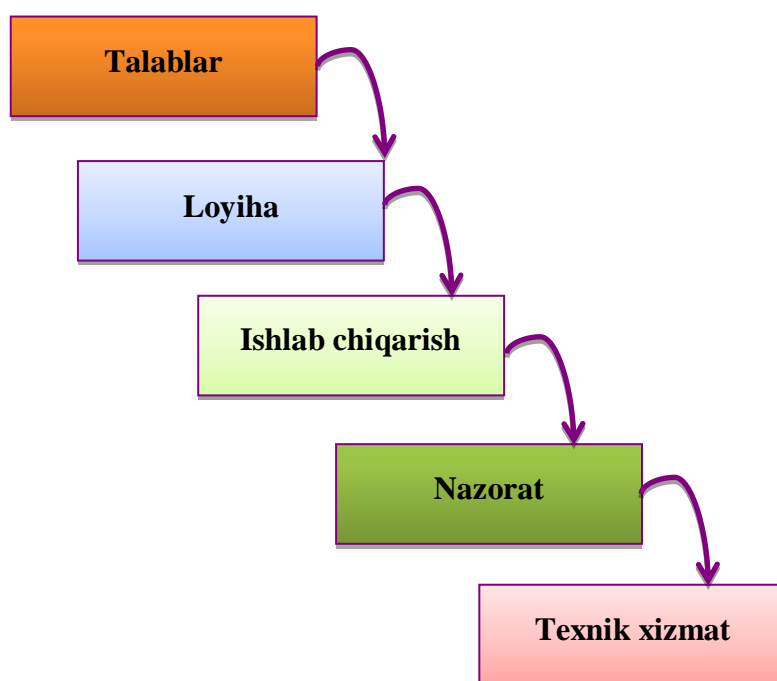 Talablar
Loyiha
Ishlab chiqarish
Nazorat
Texnik xizmat